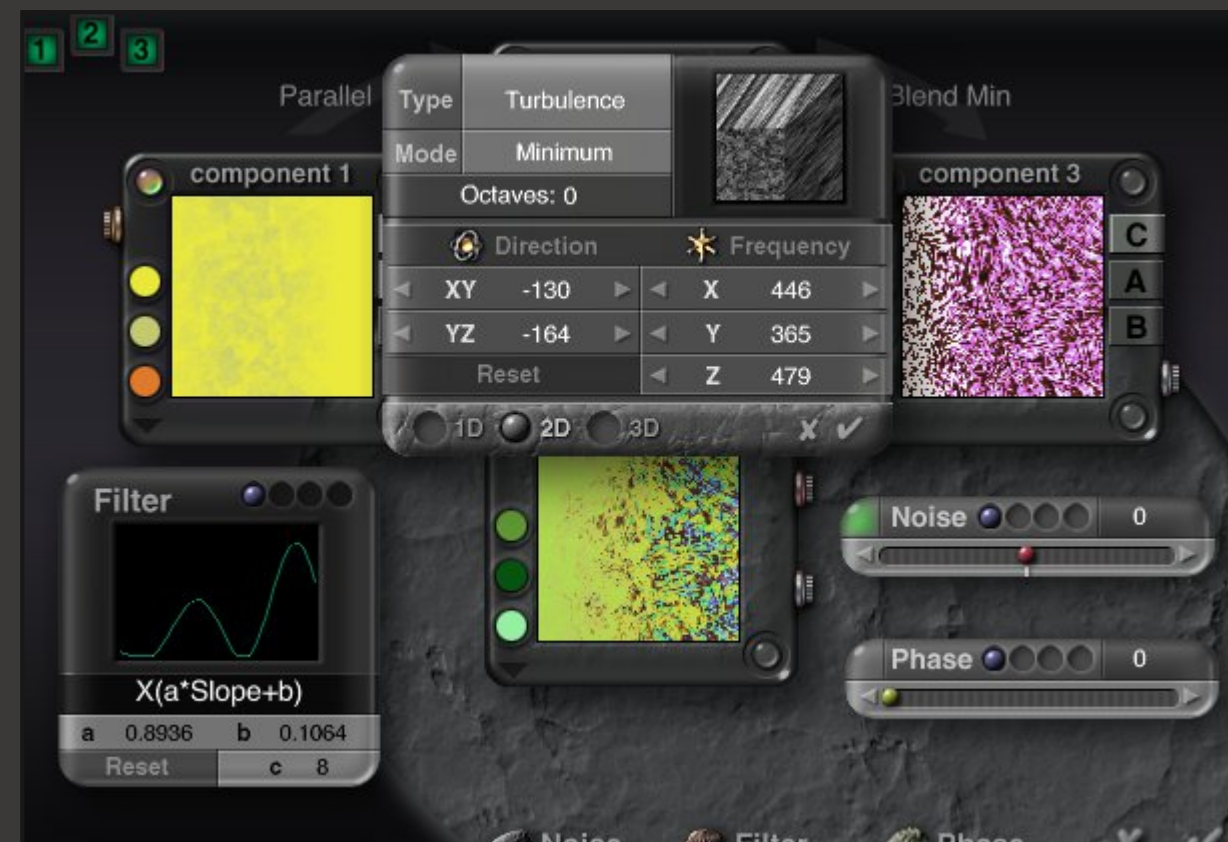 1 2 3
Parallel
Blend Min
Type Turbulence
Mode Minimum
Octaves: 0
Direction Frequency
XY -130 X 446
YZ -164 Y 365
Reset Z 479
1D 2D 3D
component 1
component 3
C
A
B
Filter
X(a*Slope+b)
a 0.8936 b 0.1064
Reset c 8
Noise 0
Phase 0
Noise Filter Phase